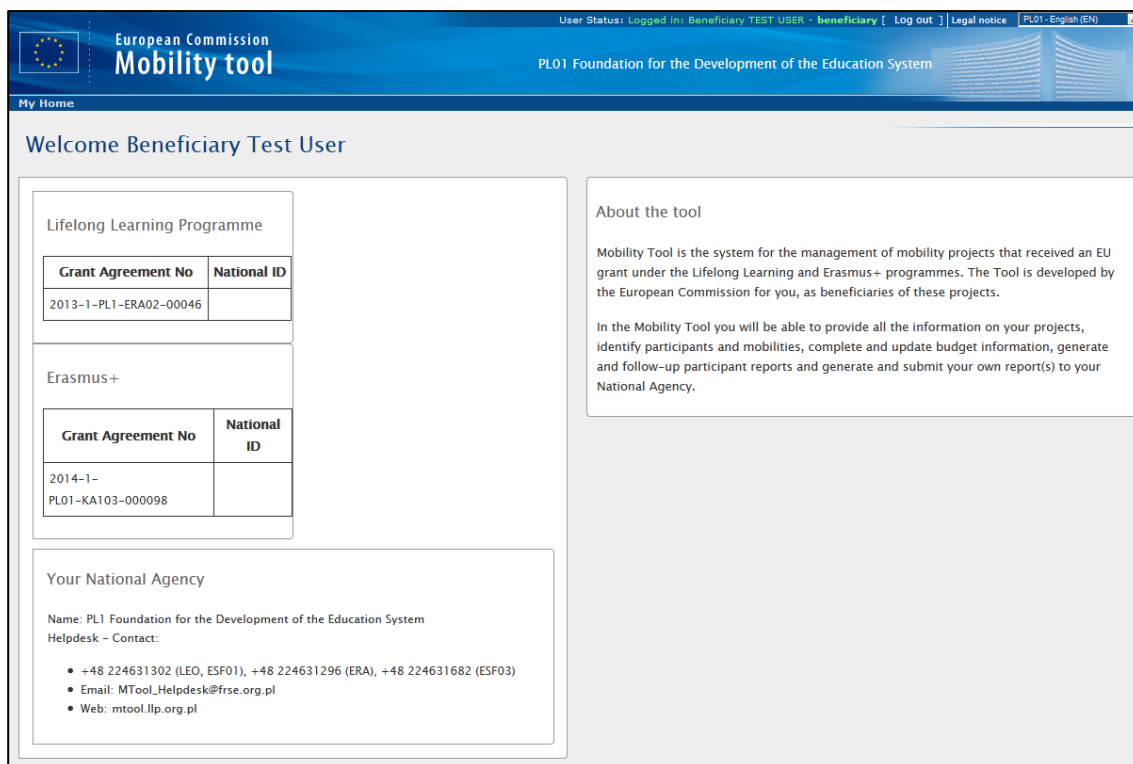 User Status: Logged in: Beneficiary TEST USER - beneficiary [ Log out ] Legal notice PL01 - English (EN)
European Commission
Mobility tool
PL01 Foundation for the Development of the Education System
My Home
Welcome Beneficiary Test User
Lifelong Learning Programme
Grant Agreement No National ID
2013-1-PL1-ERA02-00046
Erasmus+
Grant Agreement No National
ID
2014-1-
PL01-KA103-000098
Your National Agency
Name: PL1 Foundation for the Development of the Education System
Helpdesk - Contact:
+48 224631302 (LEO, ESF01), +48 224631296 (ERA), +48 224631682 (ESF03)
Email: MTool_Helpdesk@frse.org.pl
Web: mtool.llp.org.pl
About the tool
Mobility Tool is the system for the management of mobility projects that received an EU
grant under the Lifelong Learning and Erasmus+ programmes. The Tool is developed by
the European Commission for you, as beneficiaries of these projects.
In the Mobility Tool you will be able to provide all the information on your projects,
identify participants and mobilities, complete and update budget information, generate
and follow-up participant reports and generate and submit your own report(s) to your
National Agency.